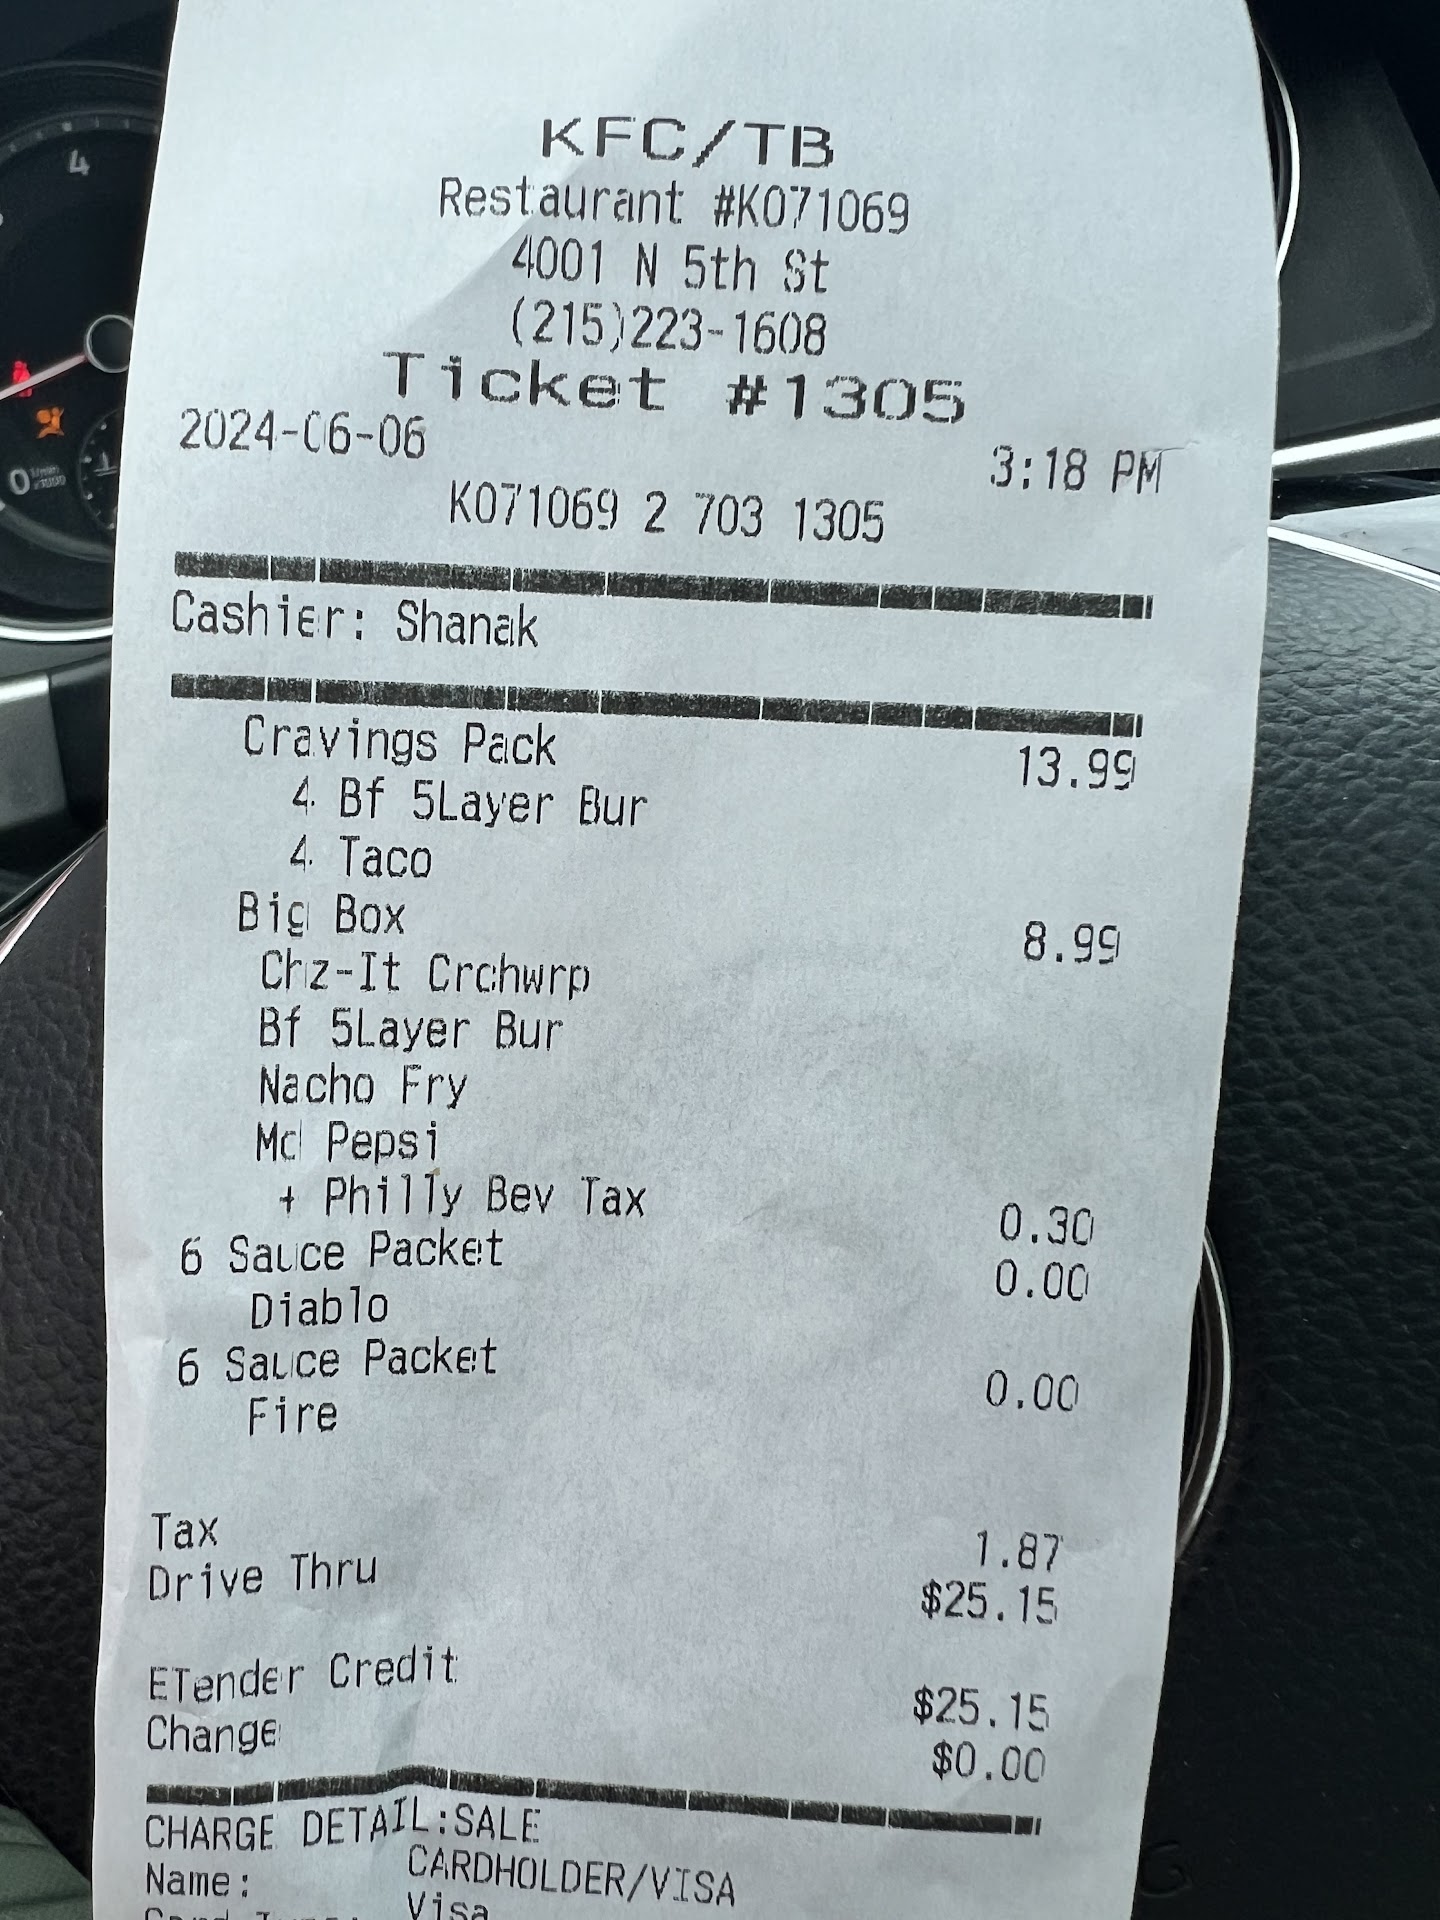 KFC/TB
Restaurant #K071069
4001 N 5th St
(215)223-1608
Ticket #1305
2024-06-06 3:18 PM
K071069 2 703 1305
Cashier: Shanak
Cravings Pack 13.99
4 Bf 5Layer Bur
4 Taco
Big Box 8.99
Chz-It Crchwrp
Bf 5Layer Bur
Nacho Fry
Md Pepsi
+ Philly Bev Tax 0.30
6 Sauce Packet 0.00
Diablo
6 Sauce Packet 0.00
Fire
Tax 1.87
Drive Thru $25.15
ETender Credit $25.15
Change $0.00
CHARGE DETAIL:SALE
Name: CARDHOLDER/VISA
Visa
4
0